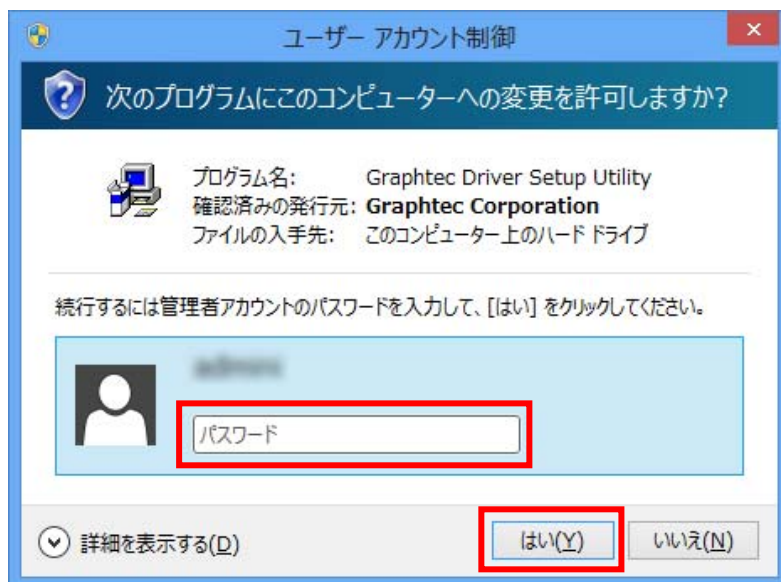 ユーザー アカウント制御
次のプログラムにこのコンピューターへの変更を許可しますか?
プログラム名: Graphtec Driver Setup Utility
確認済みの発行元: Graphtec Corporation
ファイルの入手先: このコンピューター上のハード ドライブ
続行するには管理者アカウントのパスワードを入力して、[はい] をクリックしてください。
パスワード
詳細を表示する(D) はい(Y) いいえ(N)